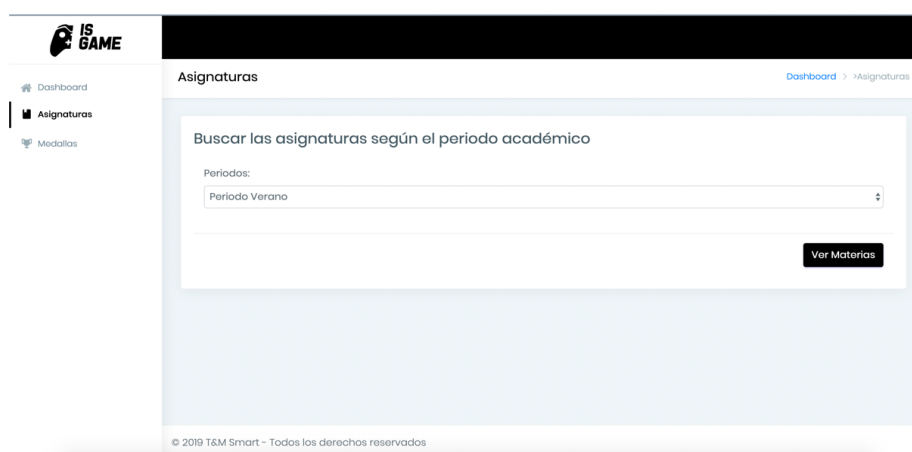 IS
GAME
Dashboard
Asignaturas
Medallas
Asignaturas
Dashboard > >Asignaturas
Buscar las asignaturas según el periodo académico
Periodos:
Periodo Verano
Ver Materias
© 2019 T&M Smart - Todos los derechos reservados